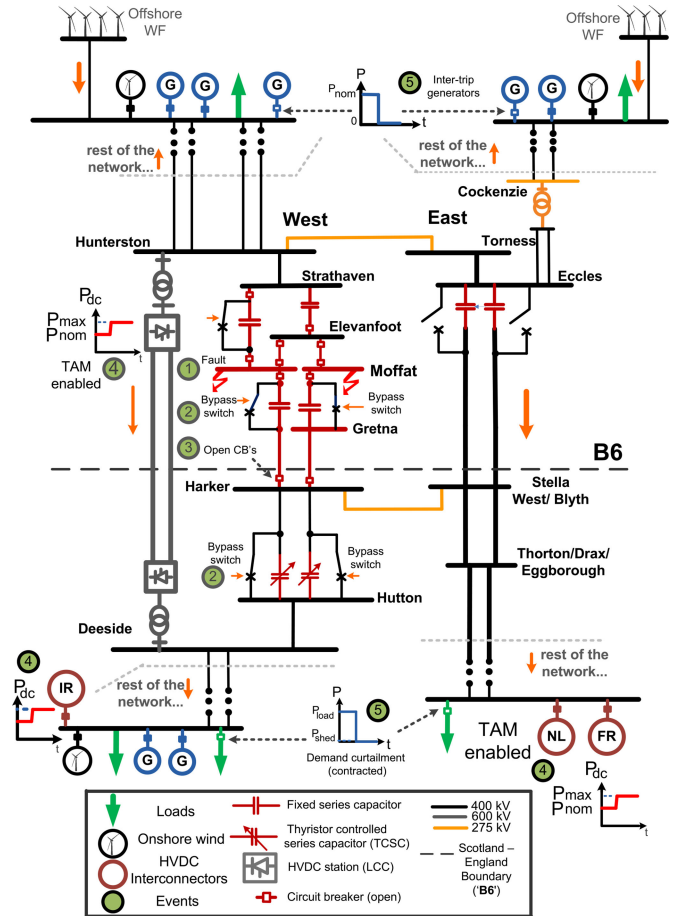 Offshore
WF
Offshore
WF
G
G
G
P
Pnom
0
t
5
Inter-trip
generators
G
G
rest of the
network...
rest of the
network...
Cockenzie
West
East
Hunterston
Torness
Strathaven
Eccles
Pdc
Pmax
Pnom
t
TAM
enabled
4
Elevanfoot
1
Fault
Moffat
2
Bypass
switch
Bypass
switch
Gretna
3
Open CB's
B6
Harker
Stella
West/ Blyth
Bypass
switch
Bypass
switch
2
Thorton/Drax/
Eggborough
Hutton
Deeside
4
Pdc
t
IR
rest of the
network...
rest of the
network...
P
Pload
Pshed
t
5
Demand curtailment
(contracted)
G
G
TAM
enabled
NL
FR
4
Pdc
Pmax
Pnom
t
Loads
Onshore wind
HVDC
Interconnectors
Events
Fixed series capacitor
Thyristor controlled
series capacitor (TCSC)
HVDC station (LCC)
Circuit breaker (open)
400 kV
600 kV
275 kV
Scotland –
England
Boundary
('B6')